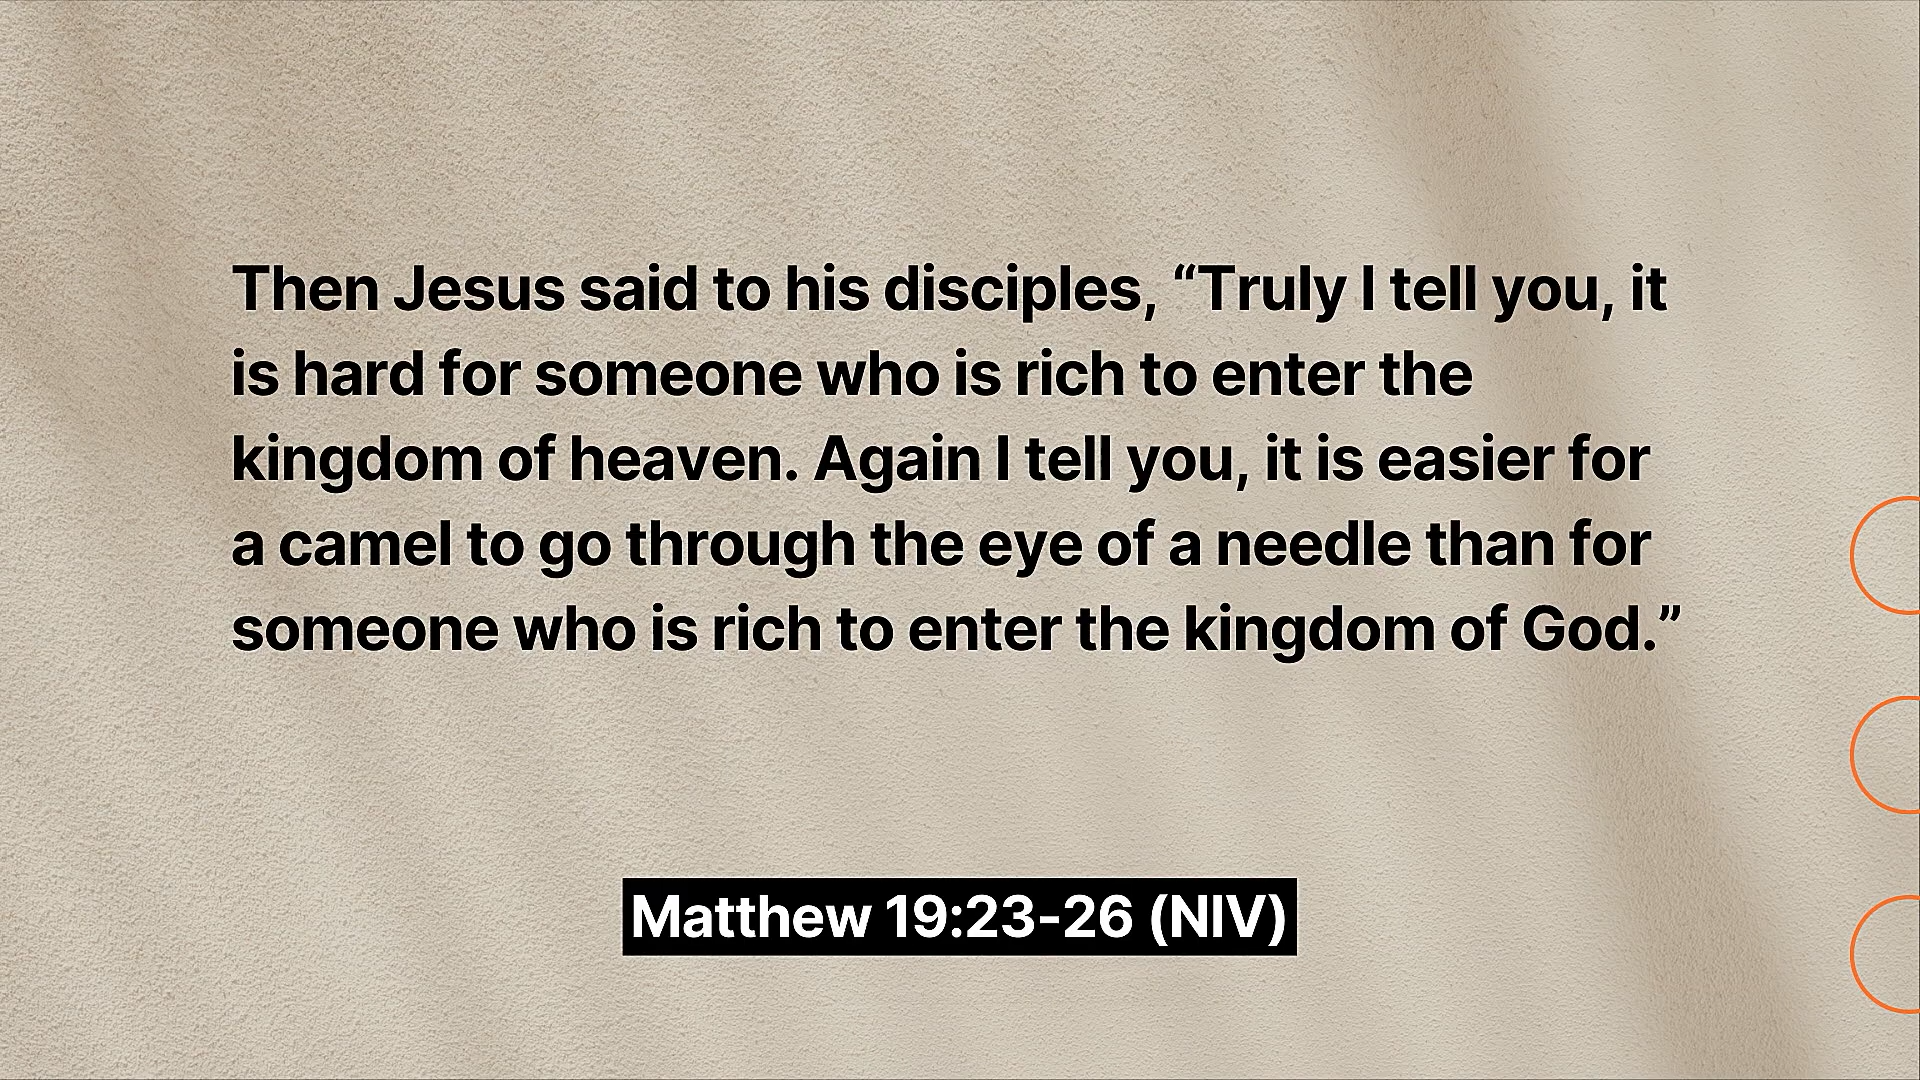 Then Jesus said to his disciples, “Truly I tell you, it
is hard for someone who is rich to enter the
kingdom of heaven. Again I tell you, it is easier for
a camel to go through the eye of a needle than for
someone who is rich to enter the kingdom of God.”
Matthew 19:23-26 (NIV)